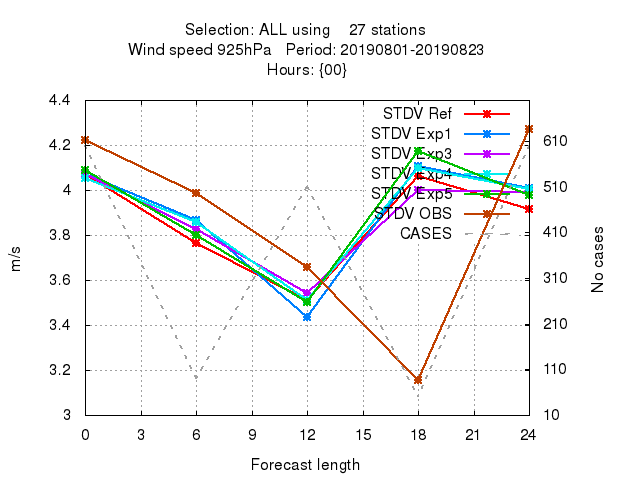 Selection: ALL using    27 stations
Wind speed 925hPa   Period: 20190801-20190823
Hours: {00}
4.4
4.2
4
3.8
3.6
3.4
3.2
3
m/s
STDV Ref
STDV Exp1
STDV Exp3
STDV Exp4
STDV Exp5
STDV OBS
CASES
610
510
410
310
210
110
10
No cases
0 3 6 9 12 15 18 21 24
Forecast length